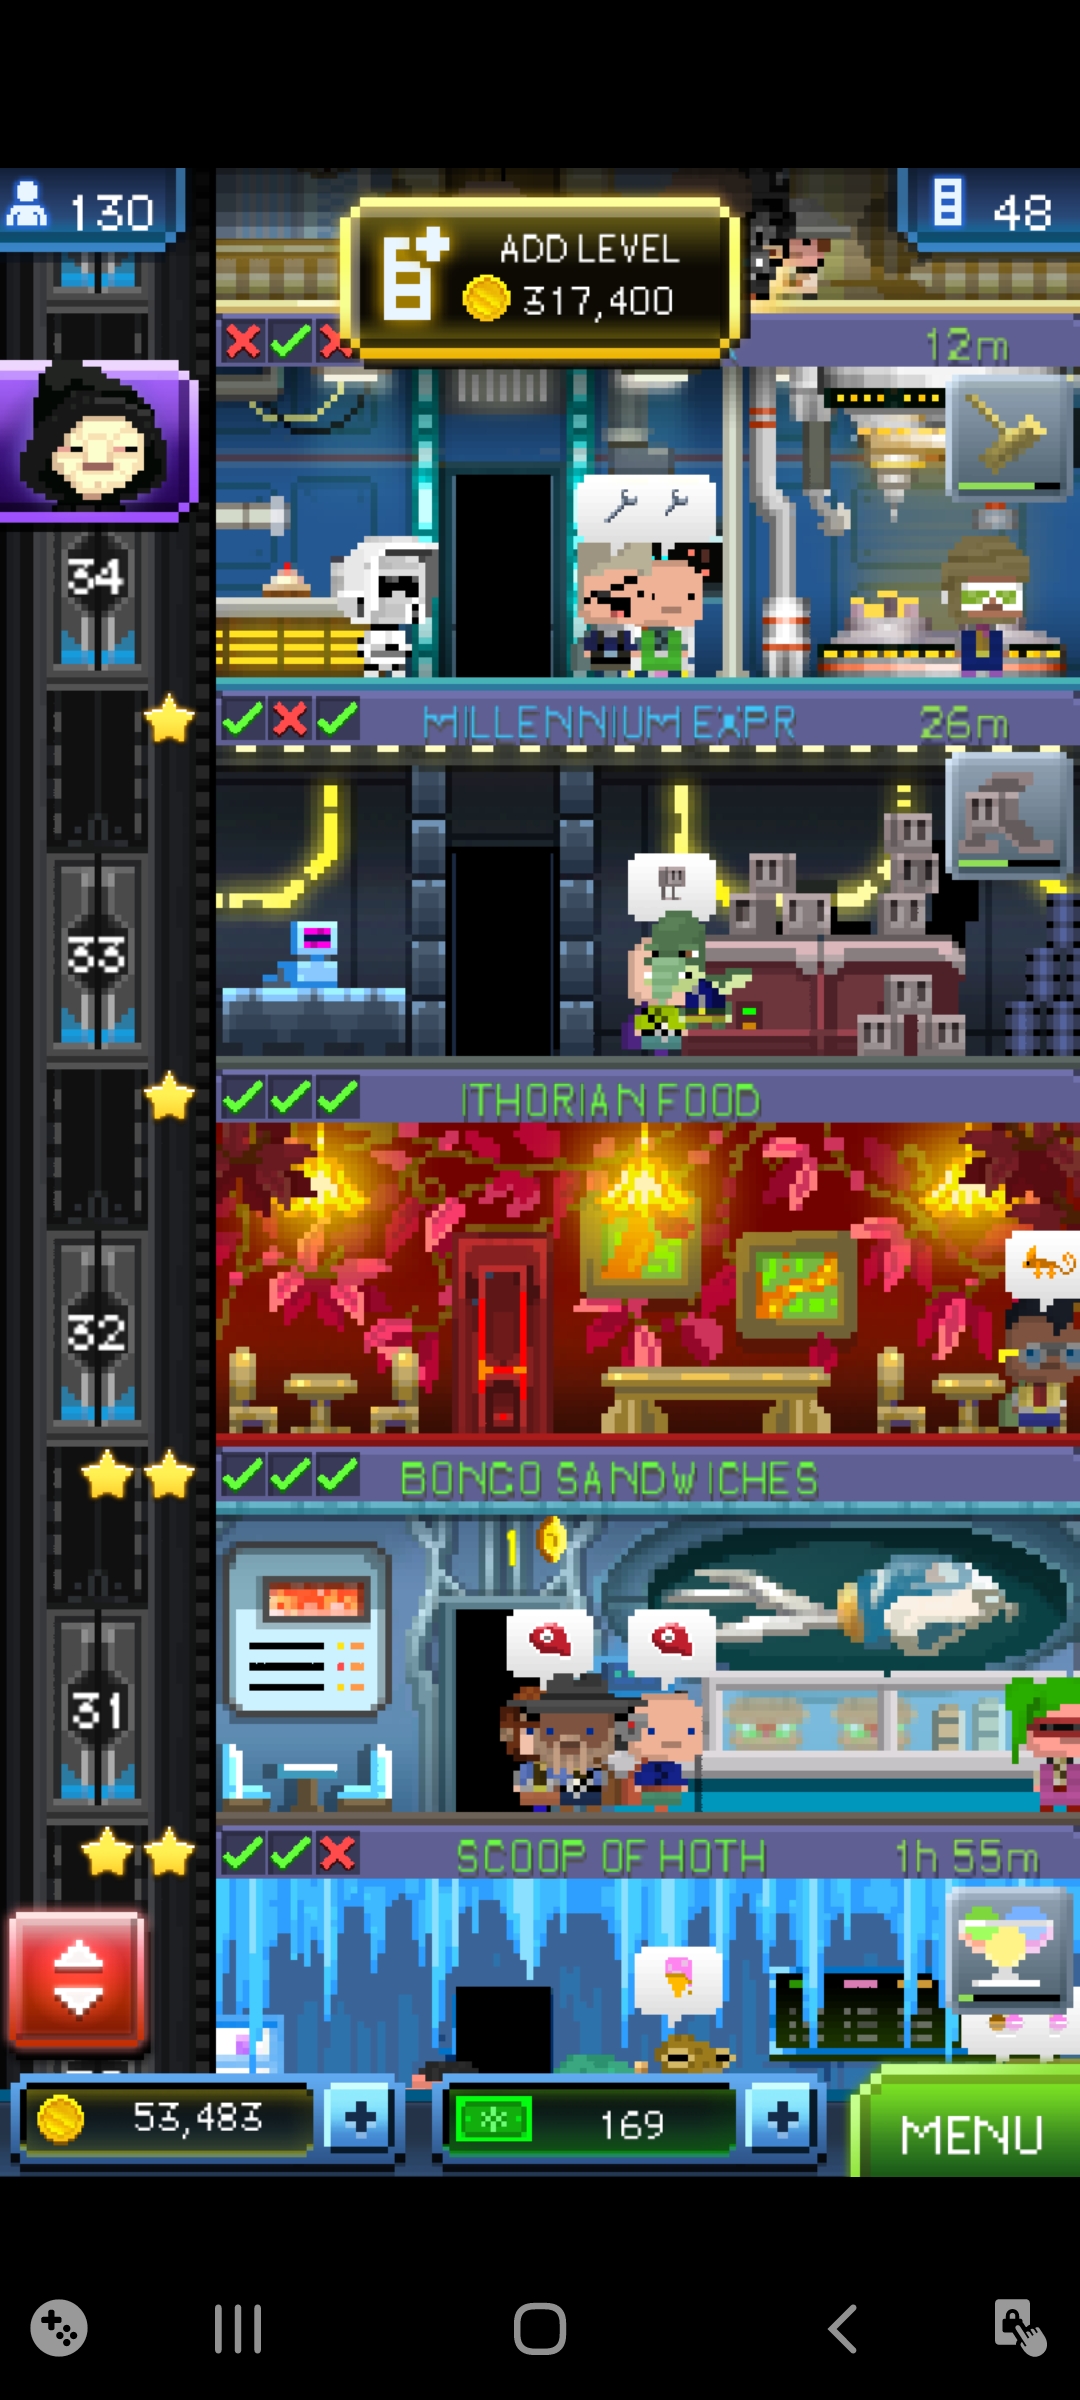 130
48
ADD LEVEL
317,400
12m
34
MILLENNIUM EXPR
26m
33
ITHORIAN FOOD
32
BONGO SANDWICHES
1
31
SCOOP OF HOTH
1h 55m
53,483
169
MENU